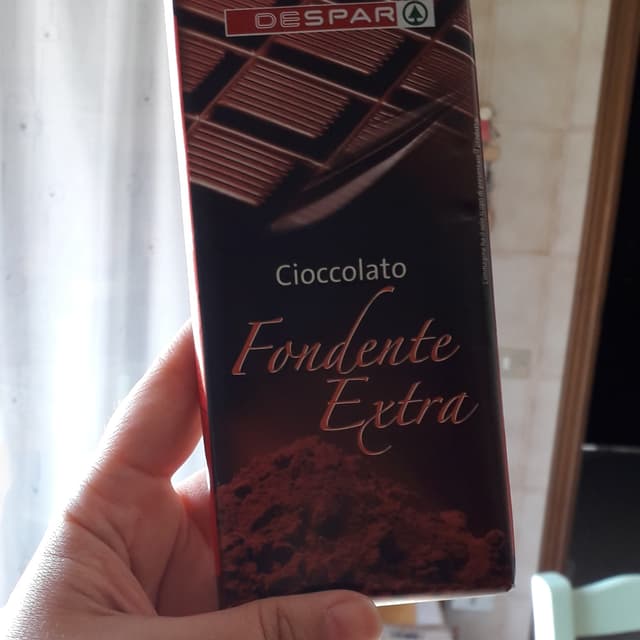 DESPAR
Cioccolato
Fondente
Extra